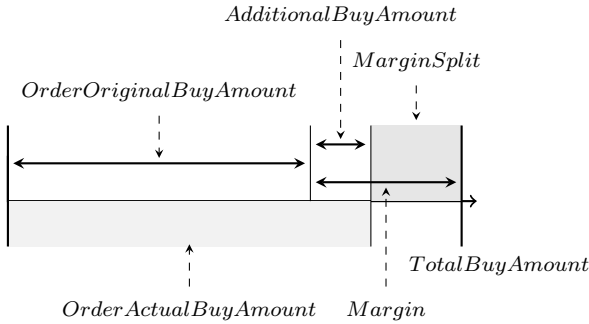 AdditionalBuyAmount
MarginSplit
OrderOriginalBuyAmount
TotalBuyAmount
OrderActualBuyAmount
Margin